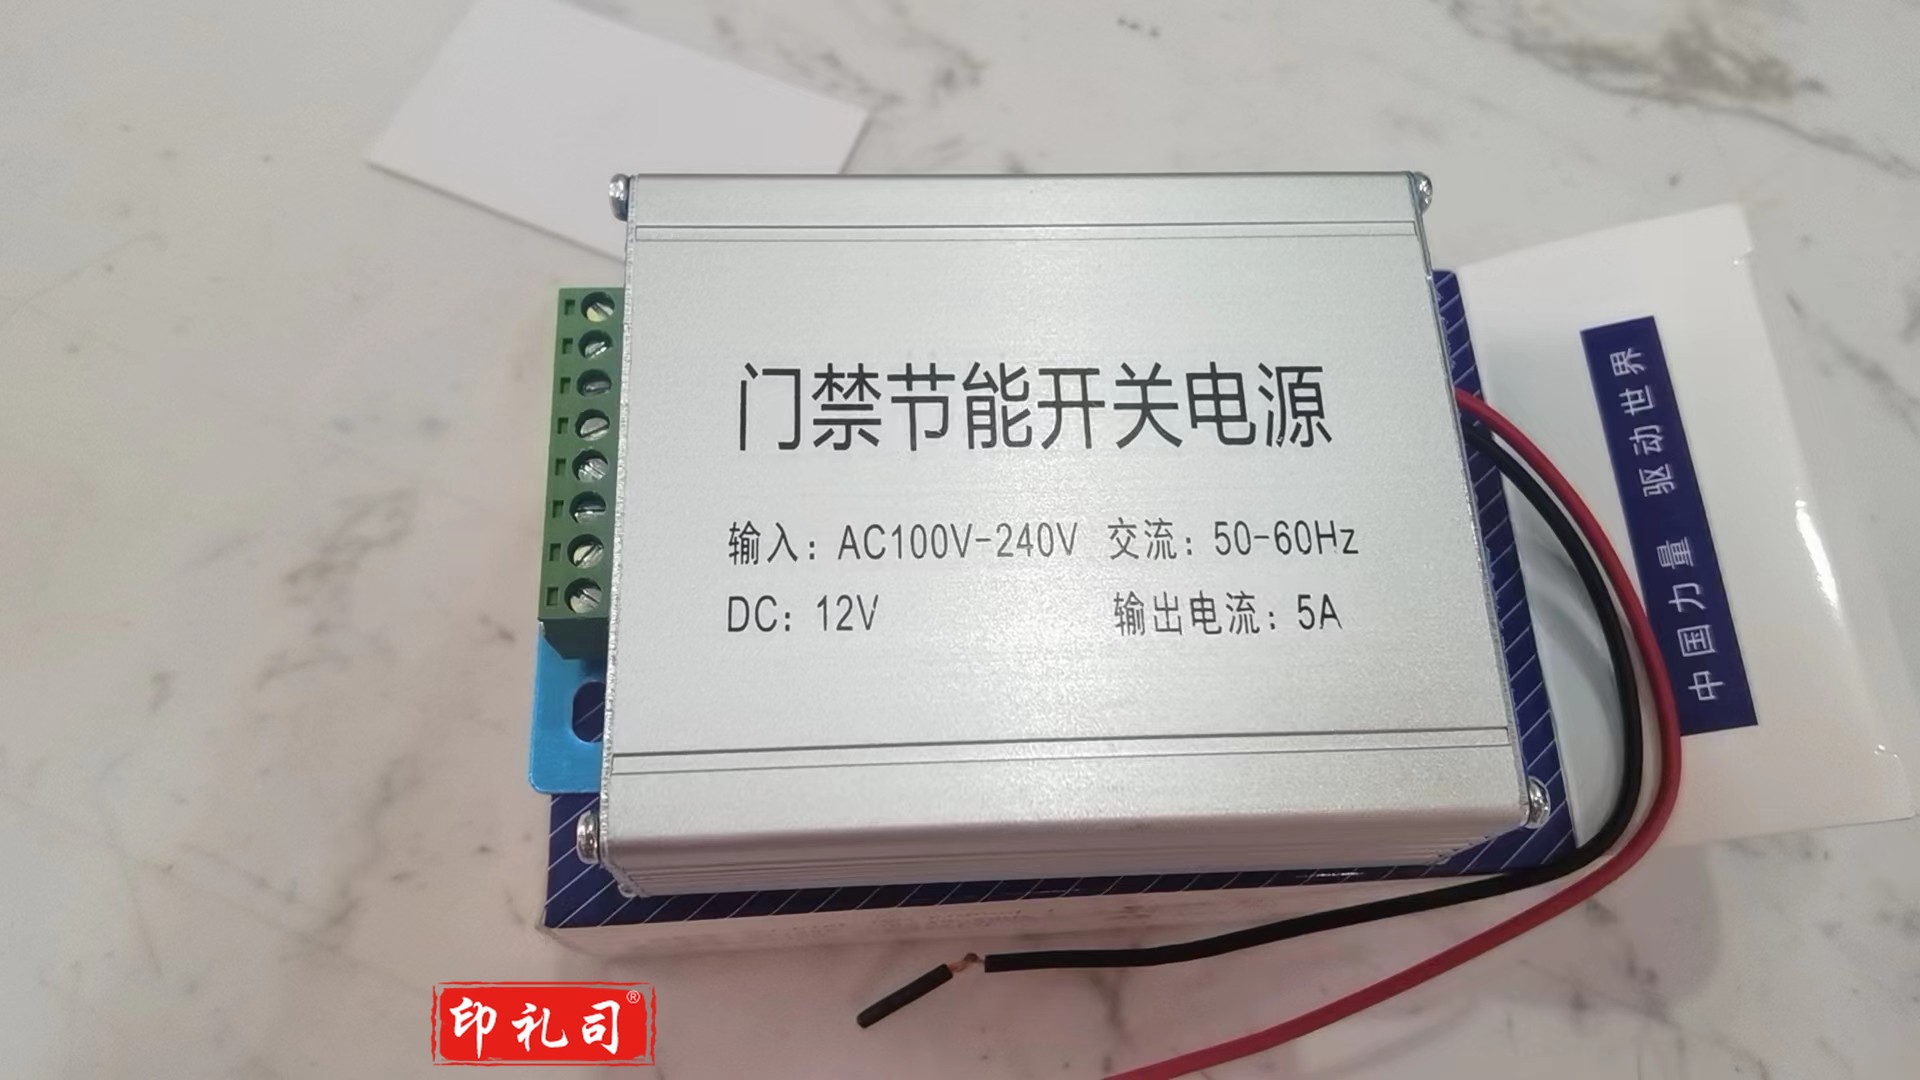 门禁节能开关电源
输入：AC100V-240V 交流：50-60Hz
DC：12V 输出电流：5A
中国力量 驱动世界
印礼司®